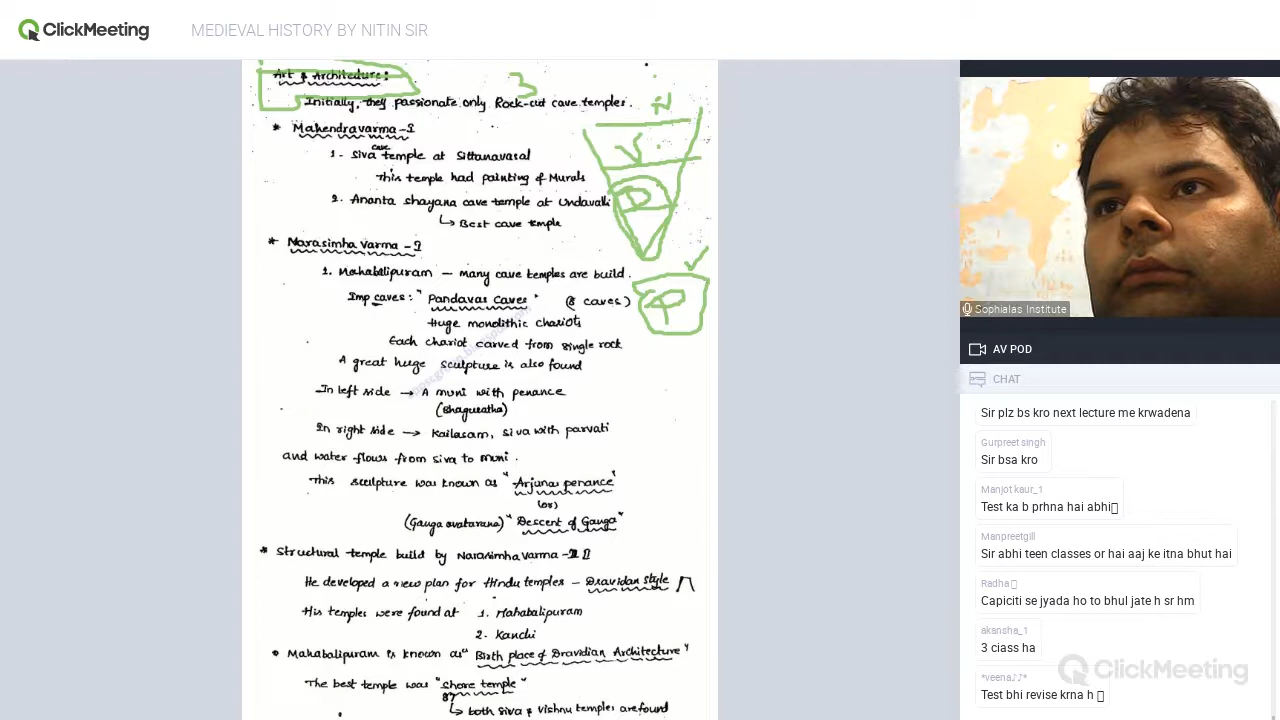 ClickMeeting
MEDIEVAL HISTORY BY NITIN SIR
Art & Architecture:
3
Initially, they passionate only Rock-cut cave temples.
N
* Mahendravarma-I
V
cave
1. Siva temple at Sittanavasal
This temple had painting of Murals
2. Ananta shayana cave temple at Undavalli
↳ Best cave temple
* Narasimha varma -I
1. Mahabalipuram – many cave temples are build.
Imp caves: "Pandavas Caves" (8 caves)
Huge monolithic chariots
Each chariot carved from single rock
A great huge sculpture is also found
In left side → A muni with penance
(Bhaguratha)
In right side → Kailasam, siva with parvati
and water flows from siva to muni.
This sculpture was known as "Arjunas penance"
(or)
(Ganga avatarana) "Descent of Ganga"
* Structural temple build by Narasimhavarma-II
He developed a new plan for Hindu temples – Dravidan style
His temples were found at 1. Mahabalipuram
2. Kanchi
• Mahabalipuram is known as "Birth place of Dravidian Architecture"
The best temple was "shore temple"
87
↳ both Siva & Vishnu temples are found
Sophialas Institute
AV POD
CHAT
Sir plz bs kro next lecture me krwadena
Gurpreet singh
Sir bsa kro
Manjot kaur_1
Test ka b prhna hai abhi
Manpreetgill
Sir abhi teen classes or hai aaj ke itna bhut hai
Radha
Capiciti se jyada ho to bhul jate h sr hm
akansha_1
3 ciass ha
ClickMeeting
*veena♪♪*
Test bhi revise krna h